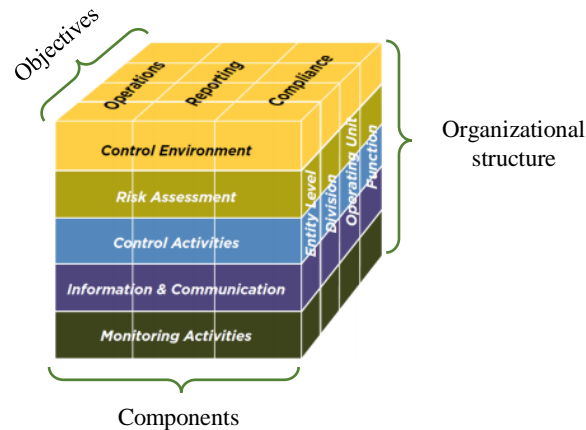 Objectives
Operations
Reporting
Compliance
Control Environment
Risk Assessment
Control Activities
Information & Communication
Monitoring Activities
Entity Level
Division
Operating Unit
Function
Organizational
structure
Components